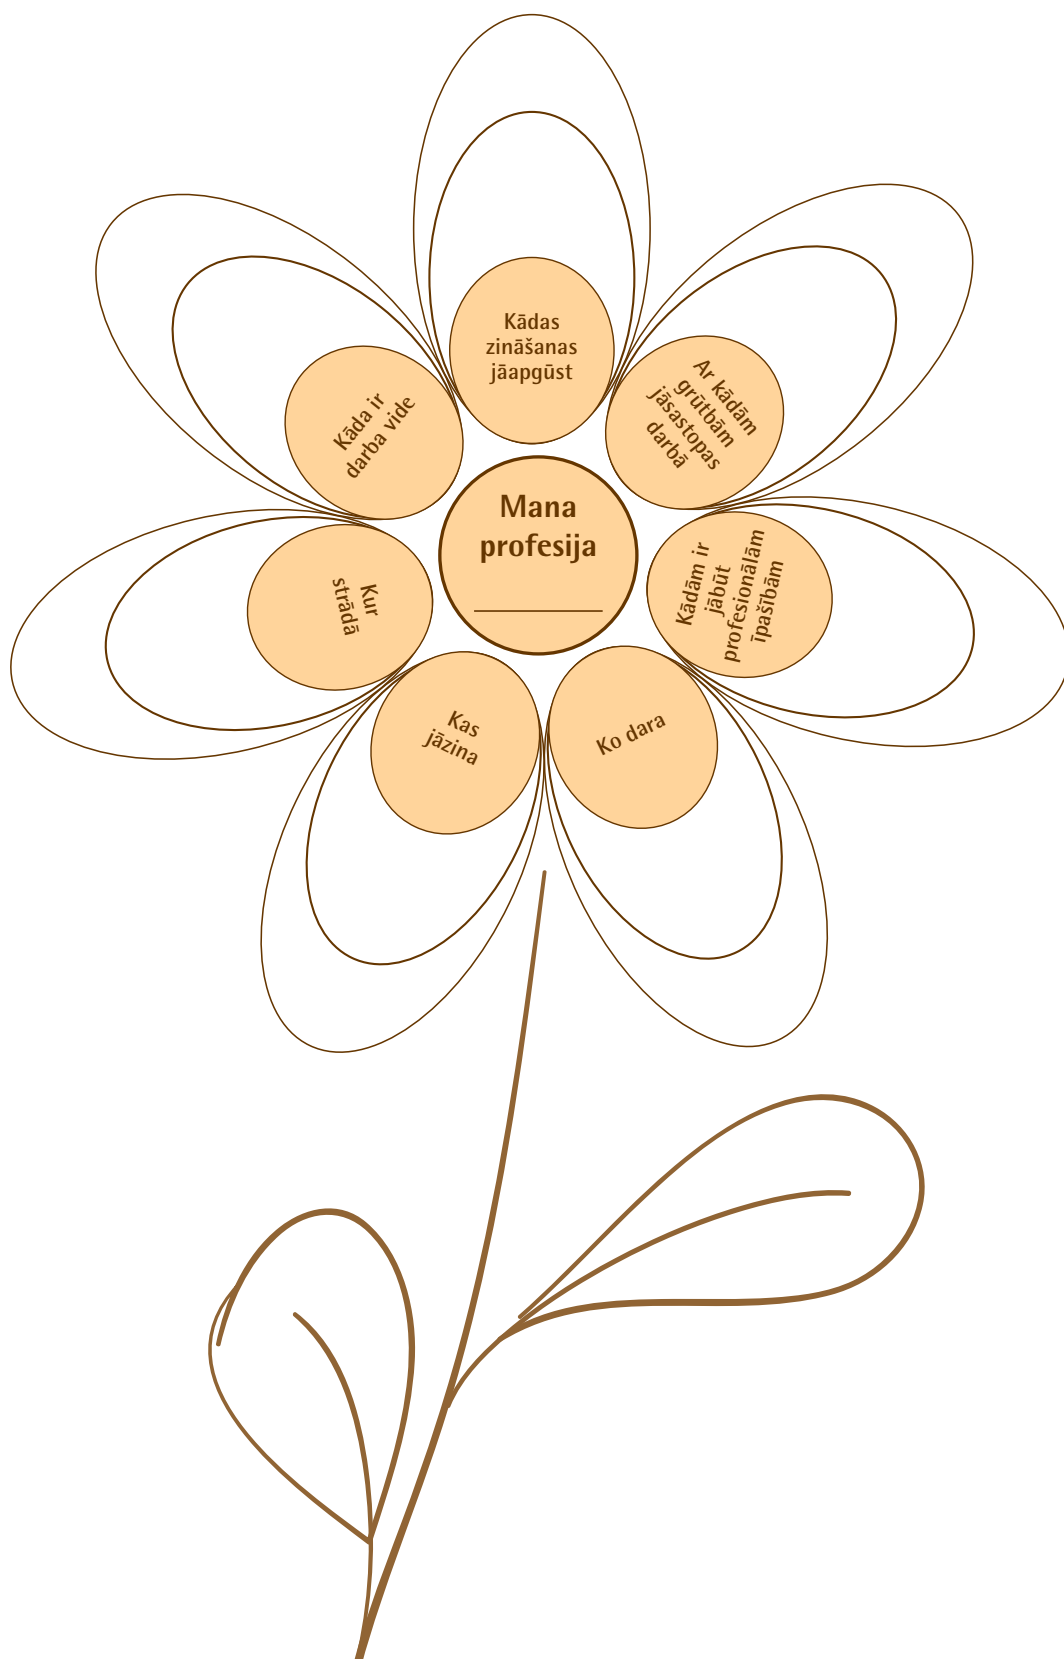 Kādas
zināšanas
jāapgūst
Ar kādām
grūtbām
jāsastopas
darbā
Kāda ir
darba vide
Mana
profesija
Kādām ir
jābūt
profesionālām
īpašībām
Kur
strādā
Kas
jāzina
Ko dara